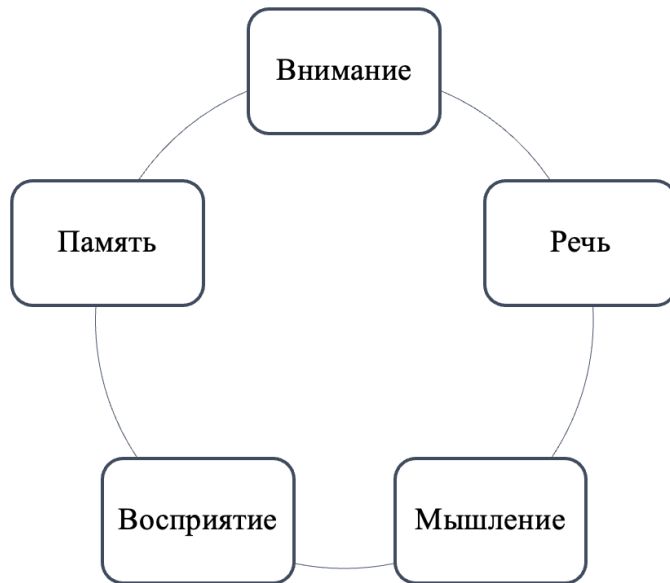 Внимание
Память
Речь
Восприятие
Мышление